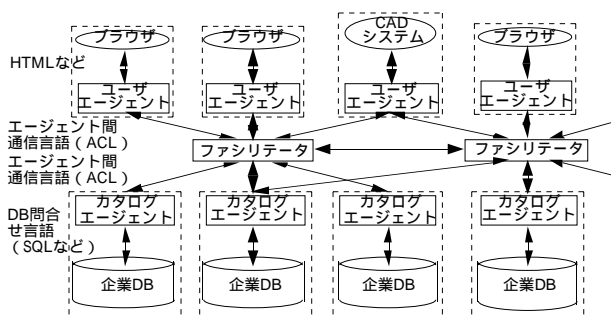 ブラウザ
ブラウザ
CAD
システム
ブラウザ
HTMLなど
ユーザ
エージェント
ユーザ
エージェント
ユーザ
エージェント
ユーザ
エージェント
エージェント間
通信言語（ACL）
ファシリテータ
ファシリテータ
エージェント間
通信言語（ACL）
カタログ
エージェント
カタログ
エージェント
カタログ
エージェント
カタログ
エージェント
DB問合
せ言語
（SQLなど）
企業DB
企業DB
企業DB
企業DB